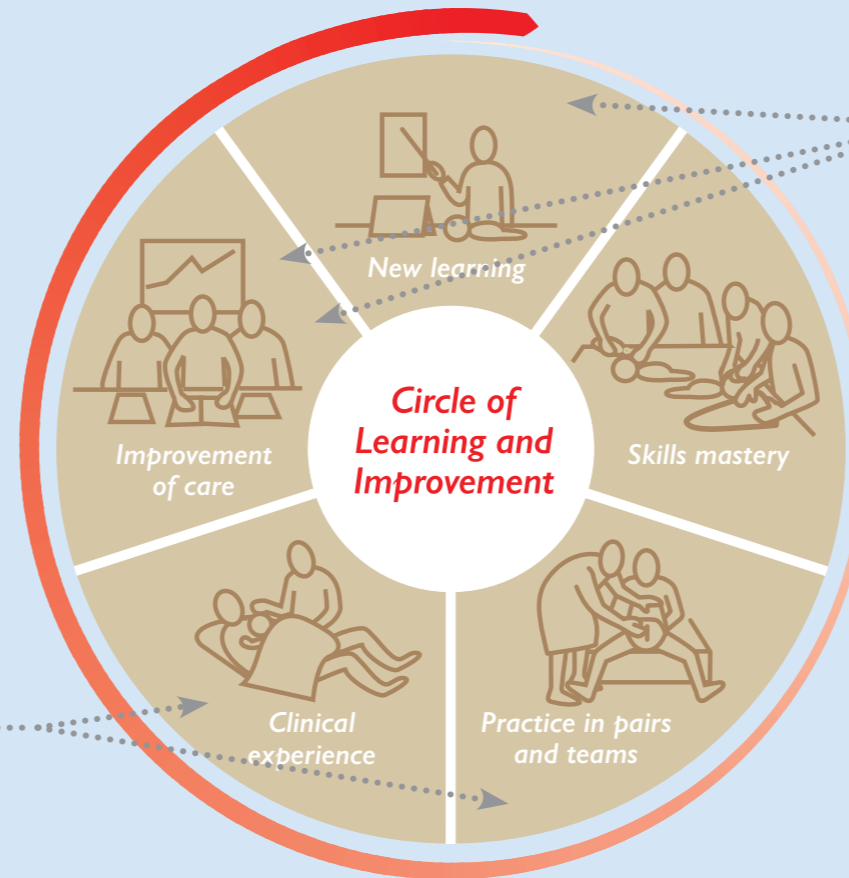 Circle of
Learning and
Improvement
New learning
Skills mastery
Practice in pairs
and teams
Clinical
experience
Improvement
of care